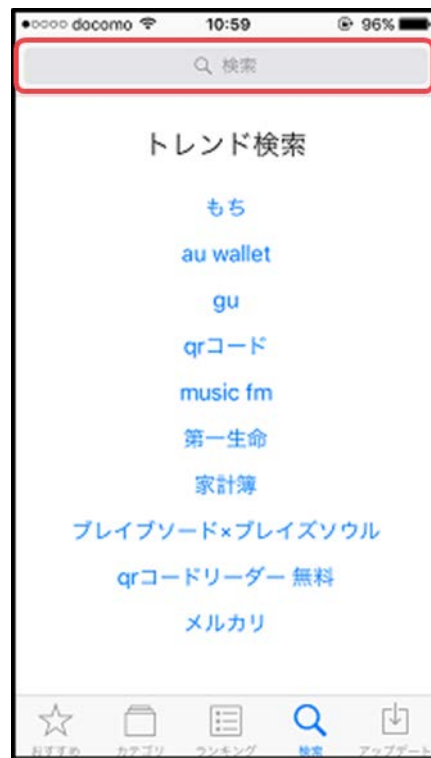 docomo 10:59 96%
検索
トレンド検索
もち
au wallet
gu
qrコード
music fm
第一生命
家計簿
ブレイブソード×ブレイズソウル
qrコードリーダー 無料
メルカリ
おすすめ カテゴリ ランキング 検索 アップデート